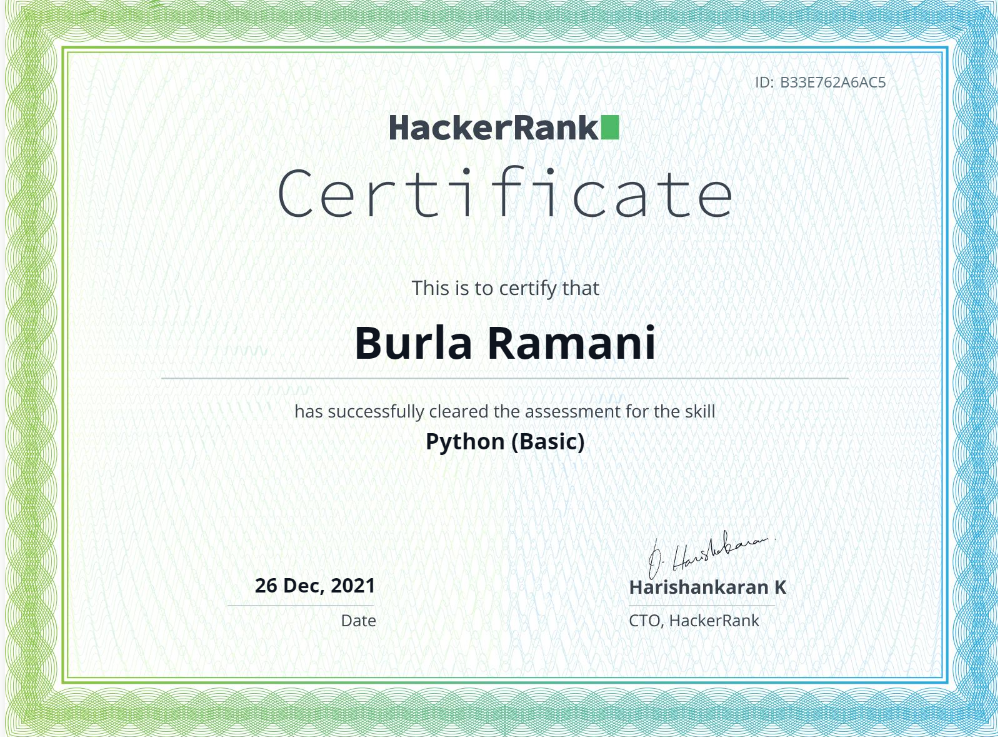 ID: B33E762A6AC5
HackerRank
Certificate
This is to certify that
Burla Ramani
has successfully cleared the assessment for the skill
Python (Basic)
26 Dec, 2021
Date
Harishankaran K
CTO, HackerRank